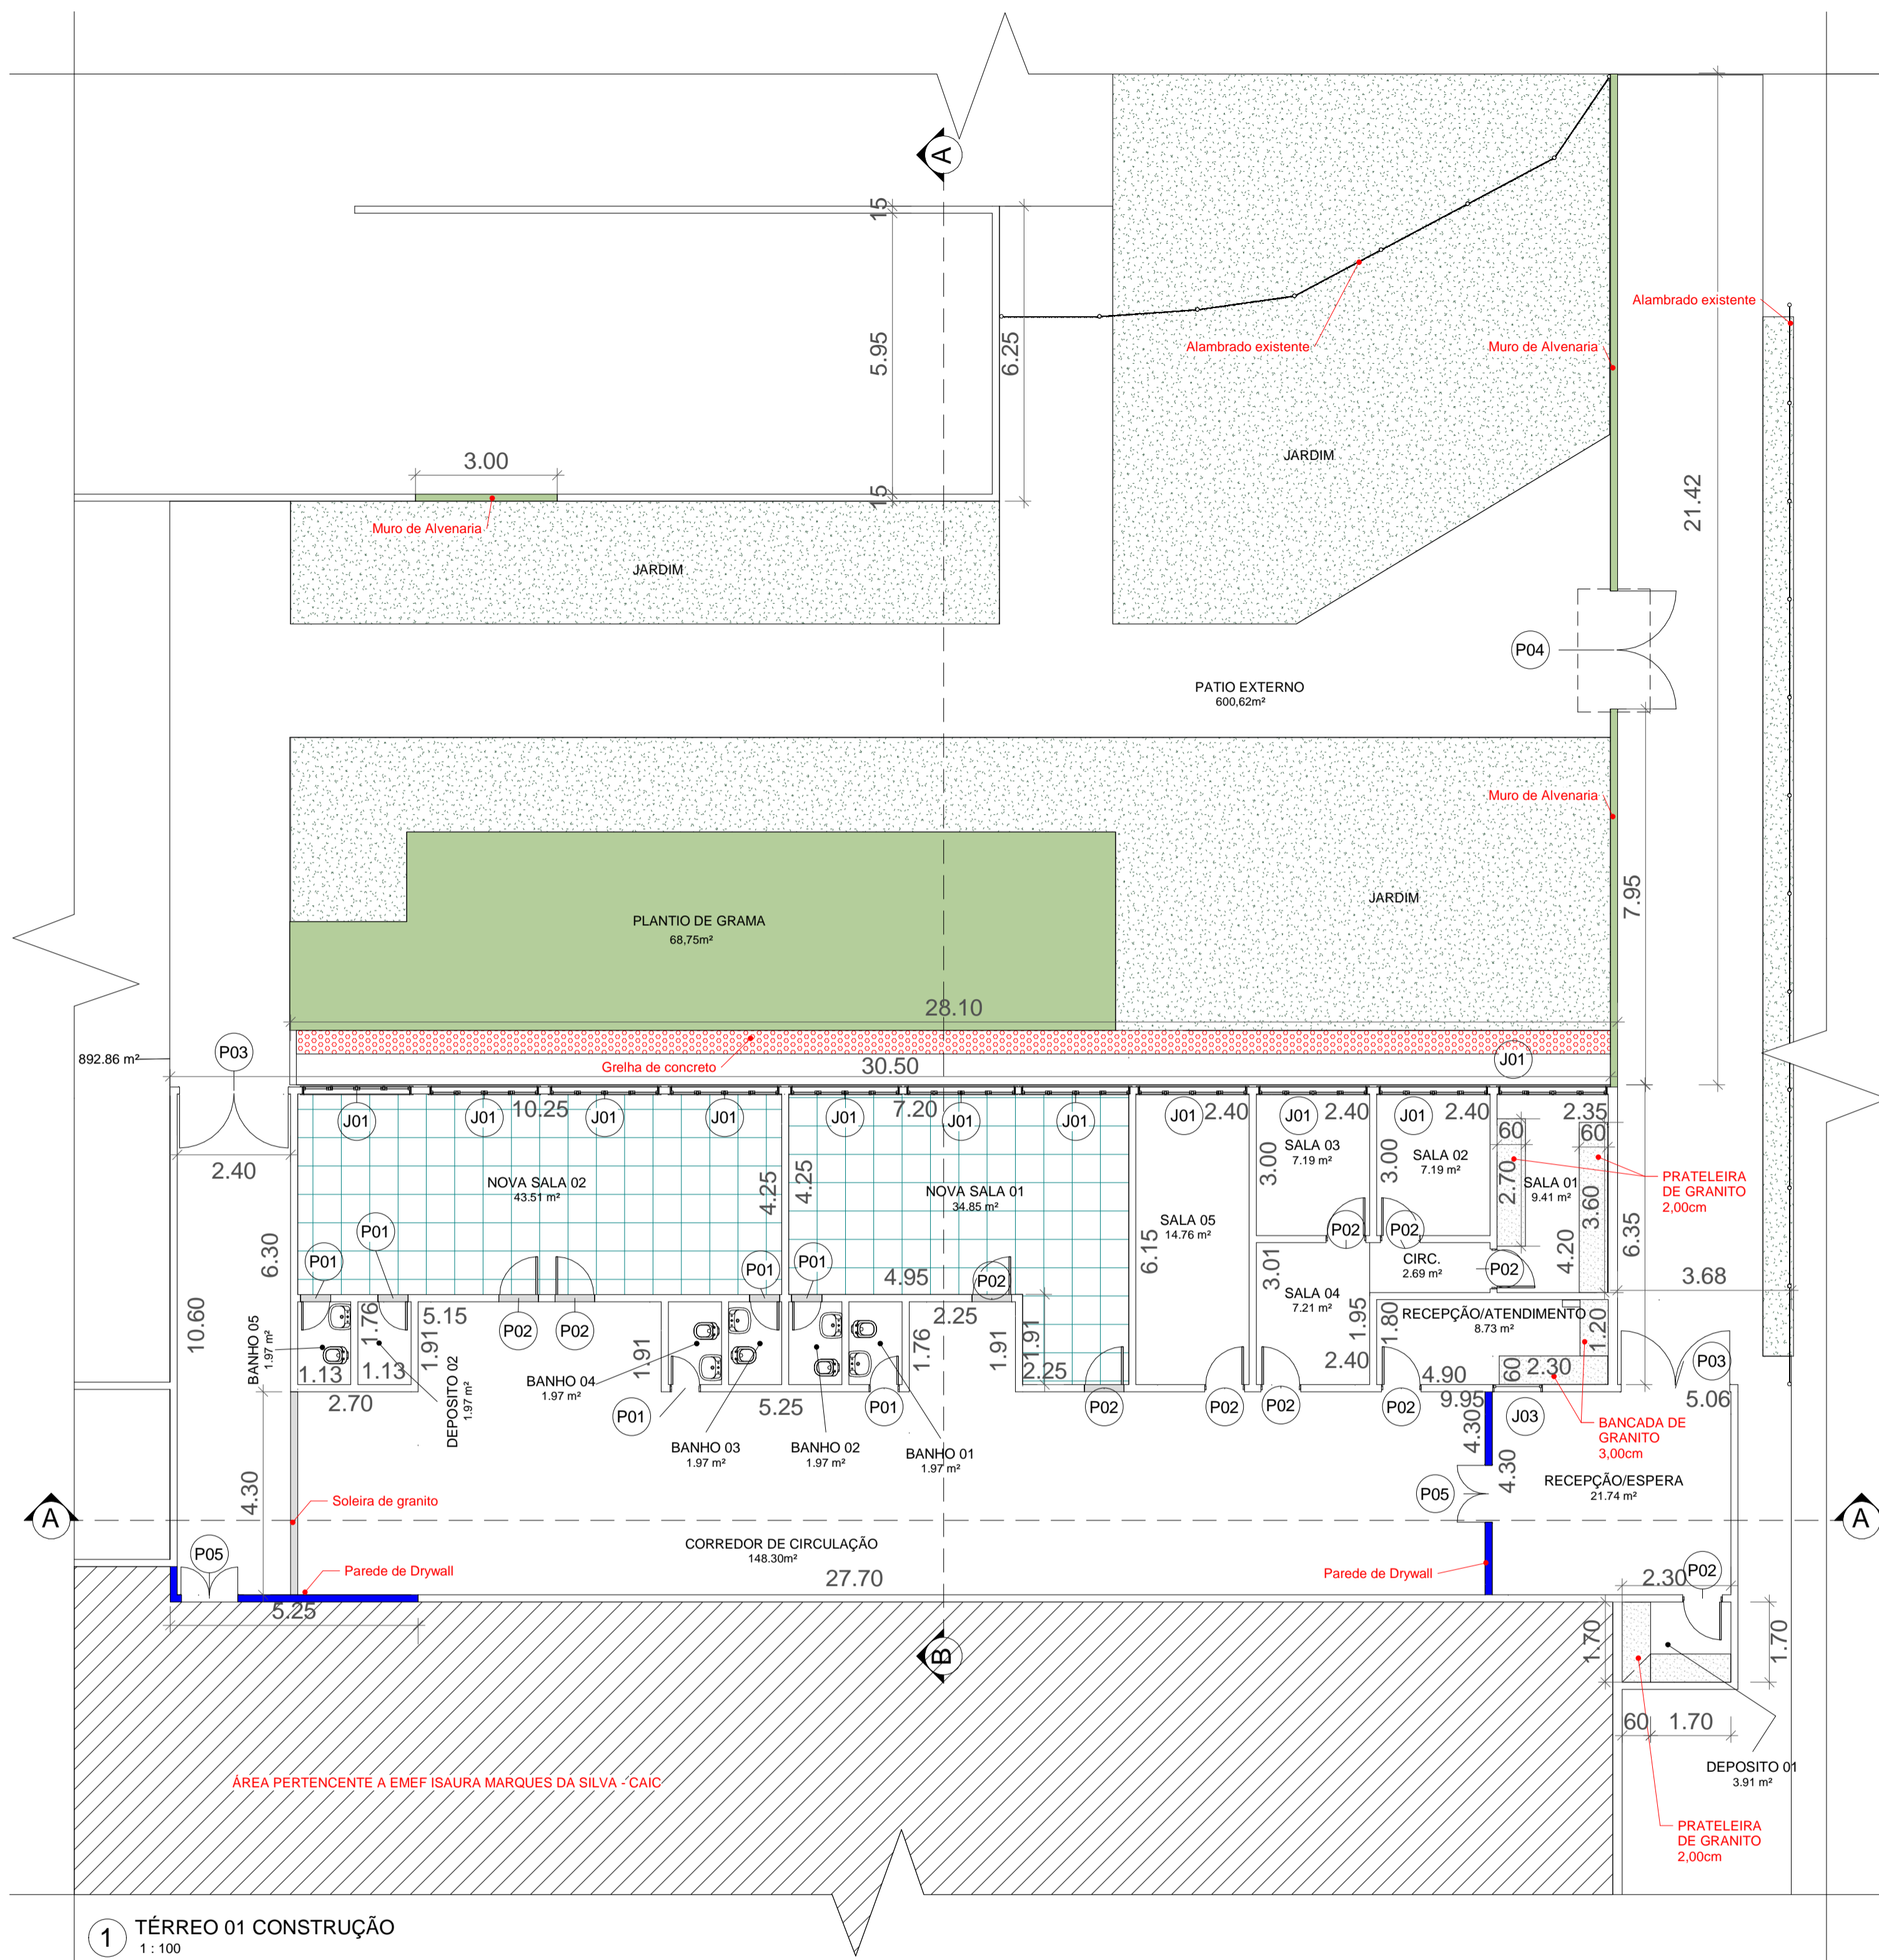 A
15
5.95
6.25
15
3.00
Muro de Alvenaria
JARDIM
Alambrado existente
JARDIM
Muro de Alvenaria
Alambrado existente
21.42
P04
PATIO EXTERNO
600,62m²
Muro de Alvenaria
7.95
JARDIM
PLANTIO DE GRAMA
68,75m²
28.10
892.86 m²
P03
Grelha de concreto
30.50
J01
J01
10.25
J01
J01
J01
J01
7.20
J01
J01
J01
2.40
J01
2.40
J01
2.40
2.35
60
60
2.40
NOVA SALA 02
43.51 m²
4.25
4.25
NOVA SALA 01
34.85 m²
SALA 03
7.19 m²
3.00
SALA 02
7.19 m²
3.00
2.70
SALA 01
9.41 m²
3.60
PRATELEIRA
DE GRANITO
2,00cm
6.30
P01
P01
P01
P01
4.95
P02
SALA 05
14.76 m²
6.15
P02
P02
CIRC.
2.69 m²
P02
4.20
6.35
3.68
3.01
SALA 04
7.21 m²
1.95
2.40
1.80
RECEPÇÃO/ATENDIMENTO
8.73 m²
1.20
10.60
BANHO 05
1.97 m²
1.13
1.76
1.13
1.91
5.15
P02
P02
1.91
2.25
1.76
1.91
1.91
2.25
2.70
DEPOSITO 02
1.97 m²
BANHO 04
1.97 m²
P01
5.25
P01
P02
P02
P02
P02
4.90
9.95
60
2.30
P03
5.06
J03
BANCADA DE
GRANITO
3,00cm
BANHO 03
1.97 m²
BANHO 02
1.97 m²
BANHO 01
1.97 m²
4.30
4.30
4.30
RECEPÇÃO/ESPERA
21.74 m²
P05
Soleira de granito
A
A
CORREDOR DE CIRCULAÇÃO
148.30m²
P05
Parede de Drywall
27.70
Parede de Drywall
5.25
P02
2.30
1.70
1.70
B
60
1.70
DEPOSITO 01
3.91 m²
ÁREA PERTENCENTE A EMEF ISAURA MARQUES DA SILVA - CAIC
PRATELEIRA
DE GRANITO
2,00cm
1
TÉRREO 01 CONSTRUÇÃO
1 : 100